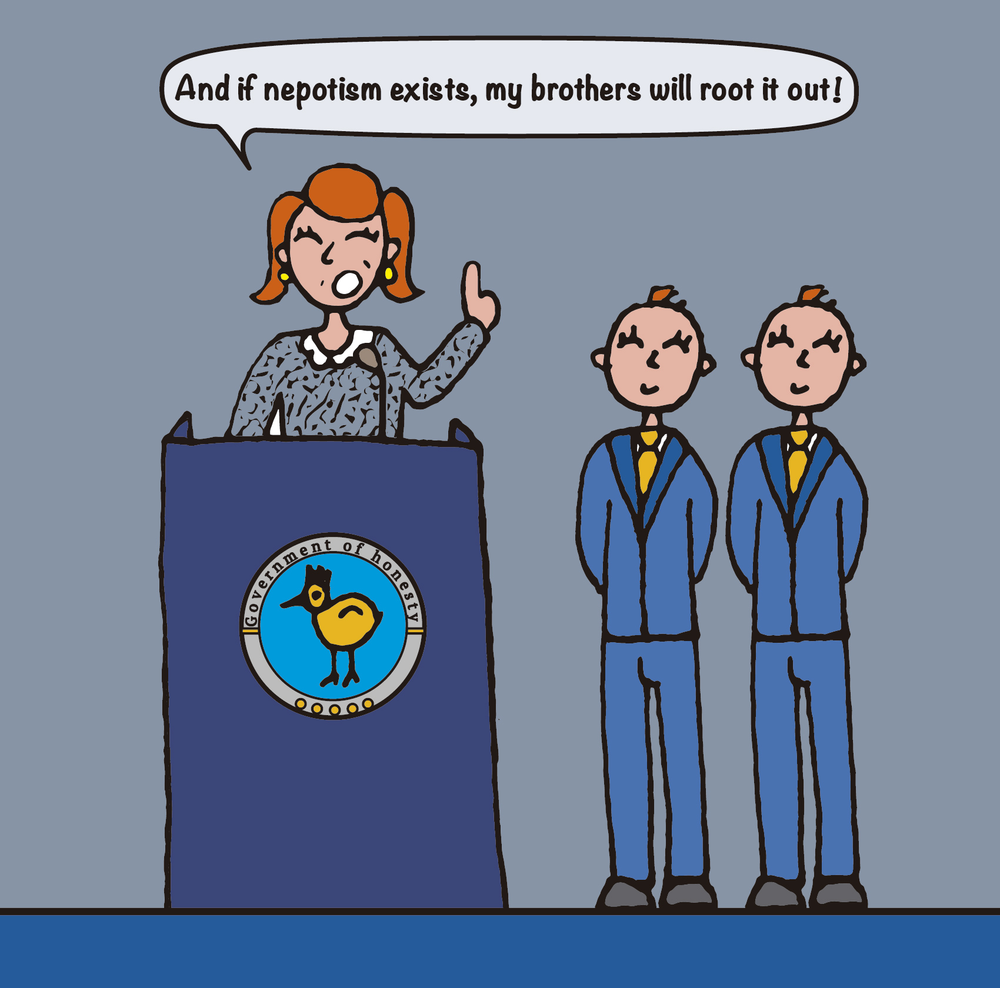 And if nepotism exists, my brothers will root it out!
Government of honesty